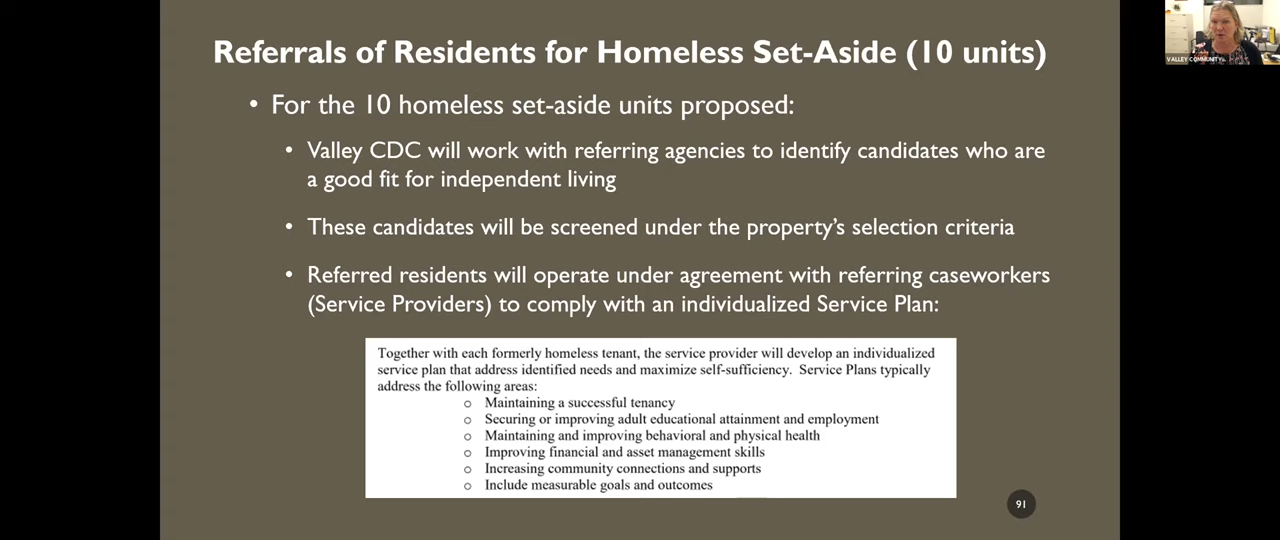 Referrals of Residents for Homeless Set-Aside (10 units)
• For the 10 homeless set-aside units proposed:
• Valley CDC will work with referring agencies to identify candidates who are
a good fit for independent living
• These candidates will be screened under the property's selection criteria
• Referred residents will operate under agreement with referring caseworkers
(Service Providers) to comply with an individualized Service Plan:
Together with each formerly homeless tenant, the service provider will develop an individualized
service plan that address identified needs and maximize self-sufficiency. Service Plans typically
address the following areas:
o Maintaining a successful tenancy
o Securing or improving adult educational attainment and employment
o Maintaining and improving behavioral and physical health
o Improving financial and asset management skills
o Increasing community connections and supports
o Include measurable goals and outcomes
91
VALLEY COMMUNITY